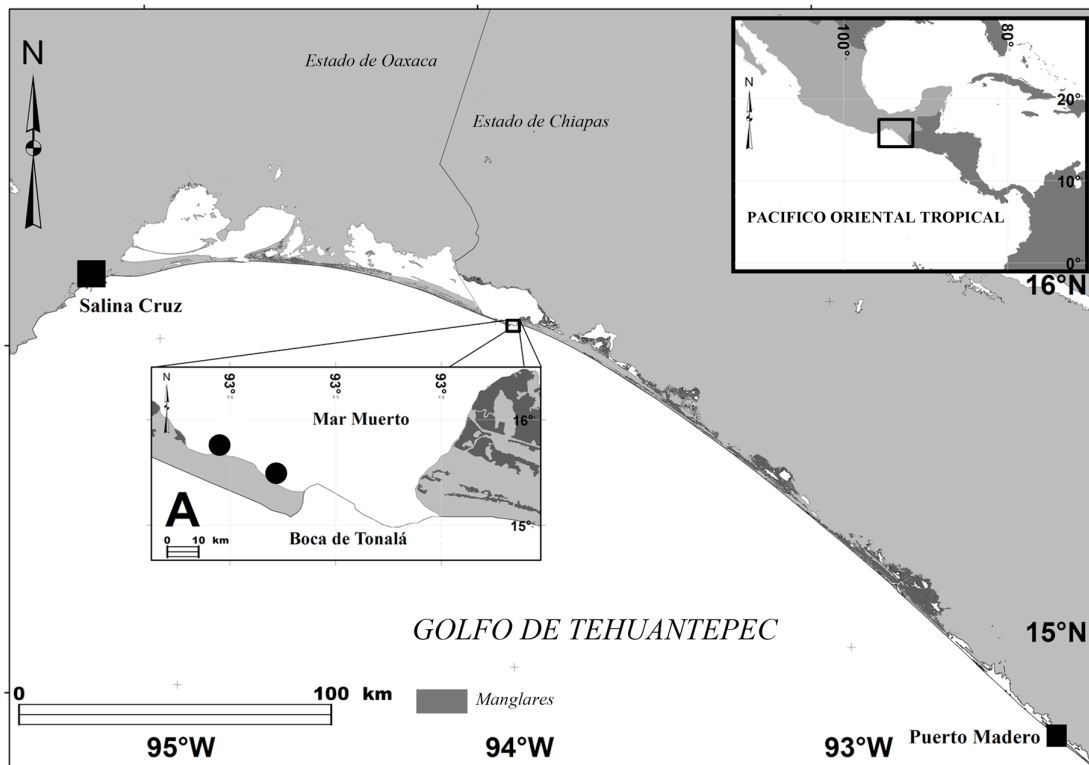 N
Estado de Oaxaca
Estado de Chiapas
100°
80°
N
20°
10°
PACIFICO ORIENTAL TROPICAL
0°
16°N
Salina Cruz
N
93°
93°
93°
Mar Muerto
16°
A
15°
0 10 km
Boca de Tonalá
GOLFO DE TEHUANTEPEC
15°N
0 100 km
Manglares
95°W
94°W
93°W
Puerto Madero